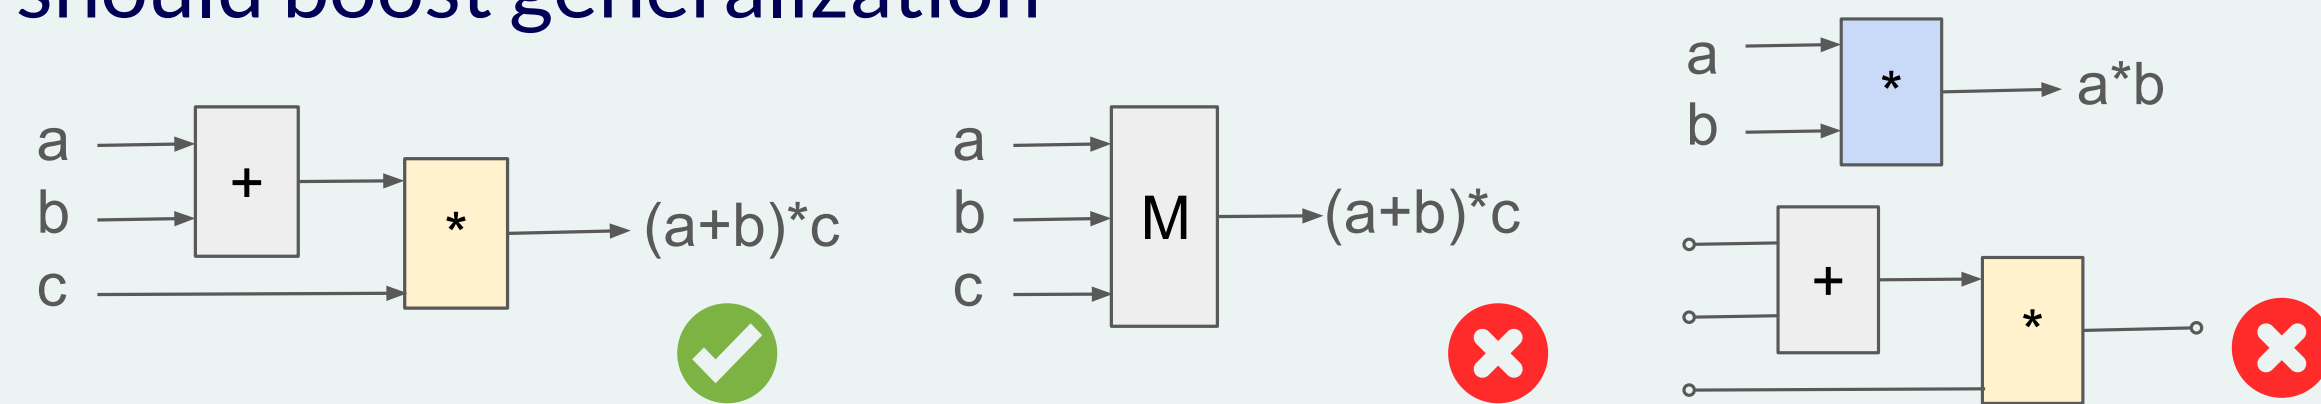 should boost generalization
a
b
c
+
*
(a+b)*c
a
b
c
M
(a+b)*c
a
b
*
a*b
+
*